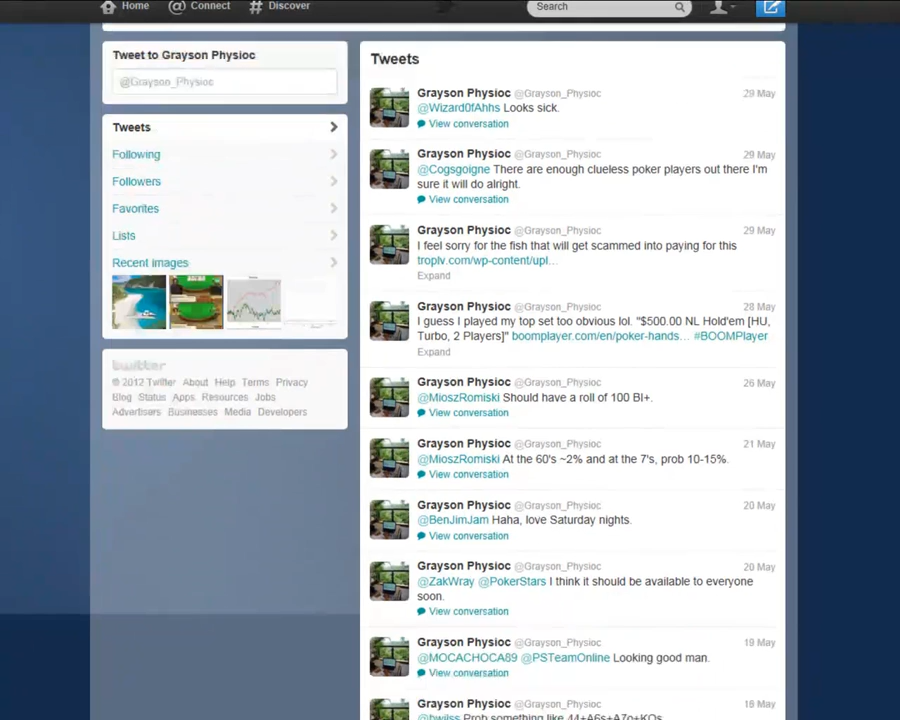 Home
Connect
Discover
Search
Tweet to Grayson Physioc
@Grayson_Physioc
Tweets
Following
Followers
Favorites
Lists
Recent images
twitter
© 2012 Twitter About Help Terms Privacy
Blog Status Apps Resources Jobs
Advertisers Businesses Media Developers
Tweets
Grayson Physioc @Grayson_Physioc 29 May
@Wizard0fAhhs Looks sick.
View conversation
Grayson Physioc @Grayson_Physioc 29 May
@Cogsgoigne There are enough clueless poker players out there I'm
sure it will do alright.
View conversation
Grayson Physioc @Grayson_Physioc 29 May
I feel sorry for the fish that will get scammed into paying for this
troplv.com/wp-content/upl...
Expand
Grayson Physioc @Grayson_Physioc 28 May
I guess I played my top set too obvious lol. "$500.00 NL Hold'em [HU,
Turbo, 2 Players]" boomplayer.com/en/poker-hands... #BOOMPlayer
Expand
Grayson Physioc @Grayson_Physioc 26 May
@MioszRomiski Should have a roll of 100 BI+.
View conversation
Grayson Physioc @Grayson_Physioc 21 May
@MioszRomiski At the 60's ~2% and at the 7's, prob 10-15%.
View conversation
Grayson Physioc @Grayson_Physioc 20 May
@BenJimJam Haha, love Saturday nights.
View conversation
Grayson Physioc @Grayson_Physioc 20 May
@ZakWray @PokerStars I think it should be available to everyone
soon.
View conversation
Grayson Physioc @Grayson_Physioc 19 May
@MOCACHOCA89 @PSTeamOnline Looking good man.
View conversation
Grayson Physioc @Grayson_Physioc 16 May
Prob something like 44+A6s+A7o+KQs